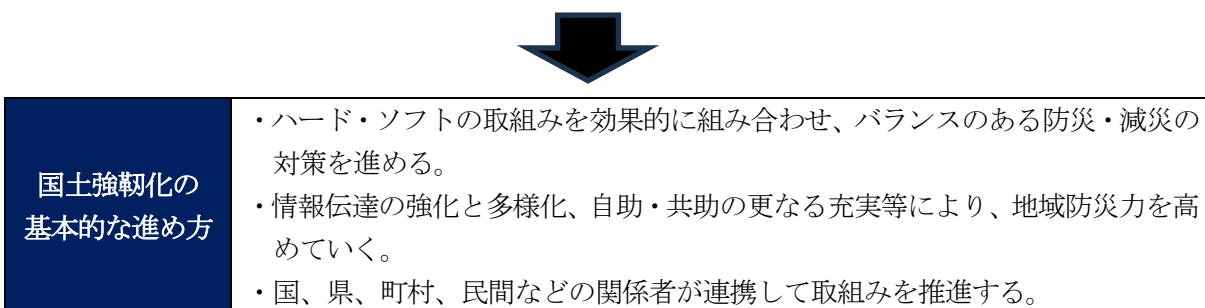 国土強靱化の
基本的な進め方
・ハード・ソフトの取組みを効果的に組み合わせ、バランスのある防災・減災の
対策を進める。
・情報伝達の強化と多様化、自助・共助の更なる充実等により、地域防災力を高
めていく。
・国、県、町村、民間などの関係者が連携して取組みを推進する。